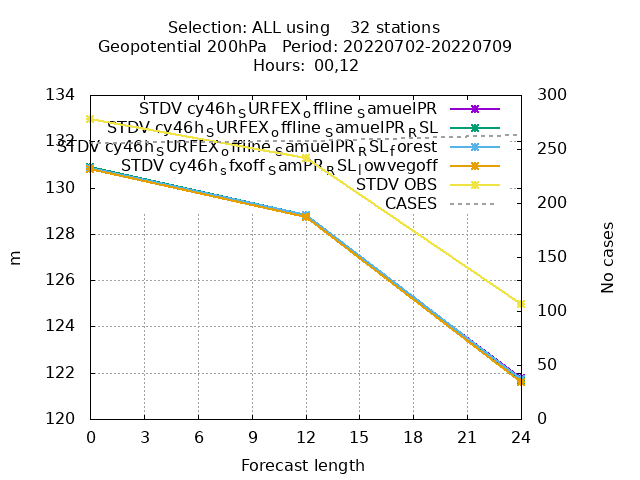 Selection: ALL using 32 stations
Geopotential 200hPa Period: 20220702-20220709
Hours: 00,12
134
132
130
128
126
124
122
120
m
300
250
200
150
100
50
0
No cases
STDV cy46h_SURFEX_offline_samuelPR
STDV cy46h_SURFEX_offline_samuelPR_RSL
STDV cy46h_SURFEX_offline_samuelPR_RSL_forest
STDV cy46h_sfxoff_samPR_RSL_lowvegoff
STDV OBS
CASES
0 3 6 9 12 15 18 21 24
Forecast length